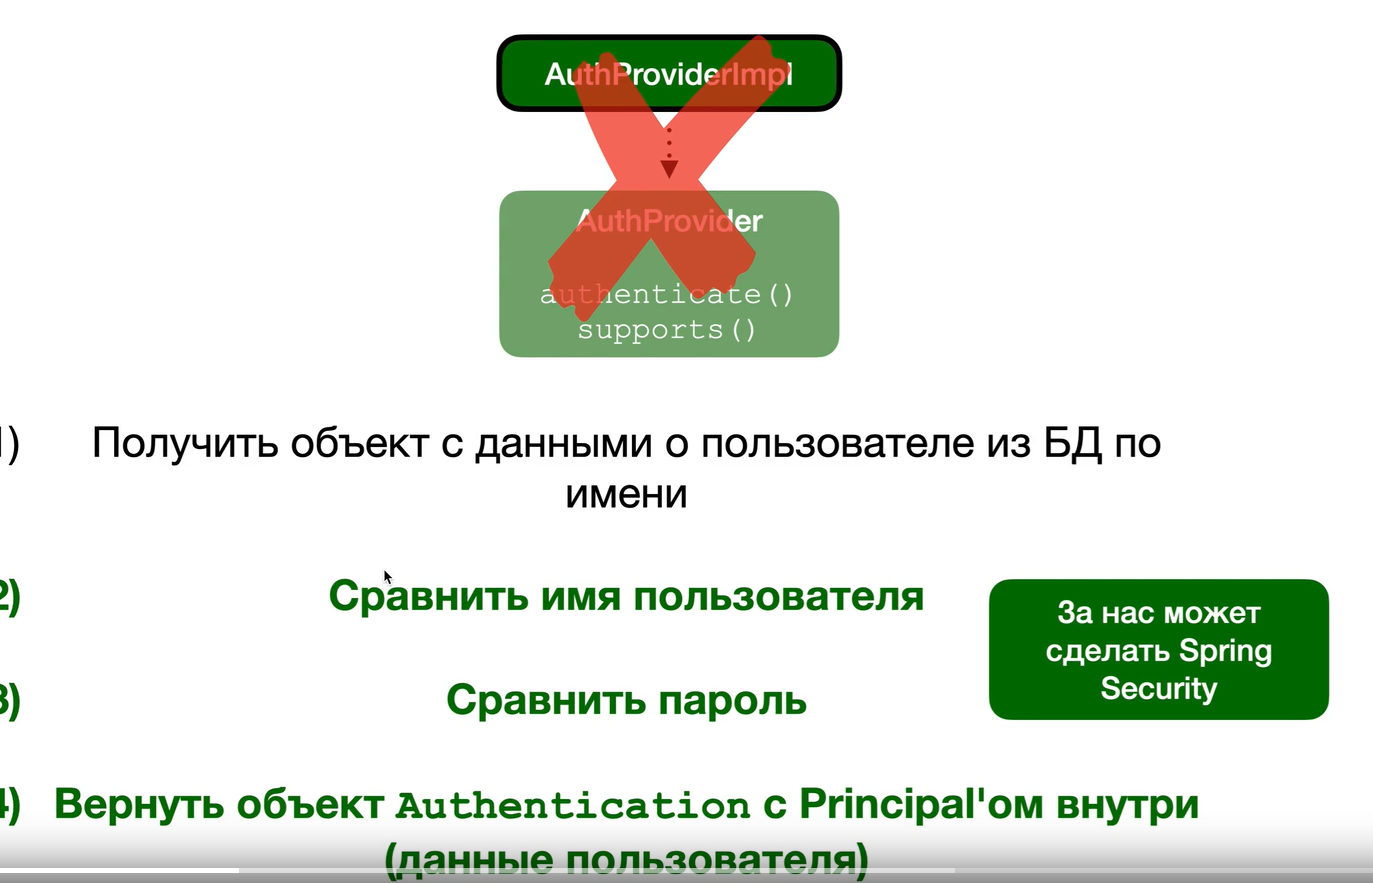 AuthProviderImpl
AuthProvider
authenticate()
supports()
1) Получить объект с данными о пользователе из БД по
имени
2) Сравнить имя пользователя
За нас может
сделать Spring
Security
3) Сравнить пароль
4) Вернуть объект Authentication с Principal'ом внутри
(данные пользователя)